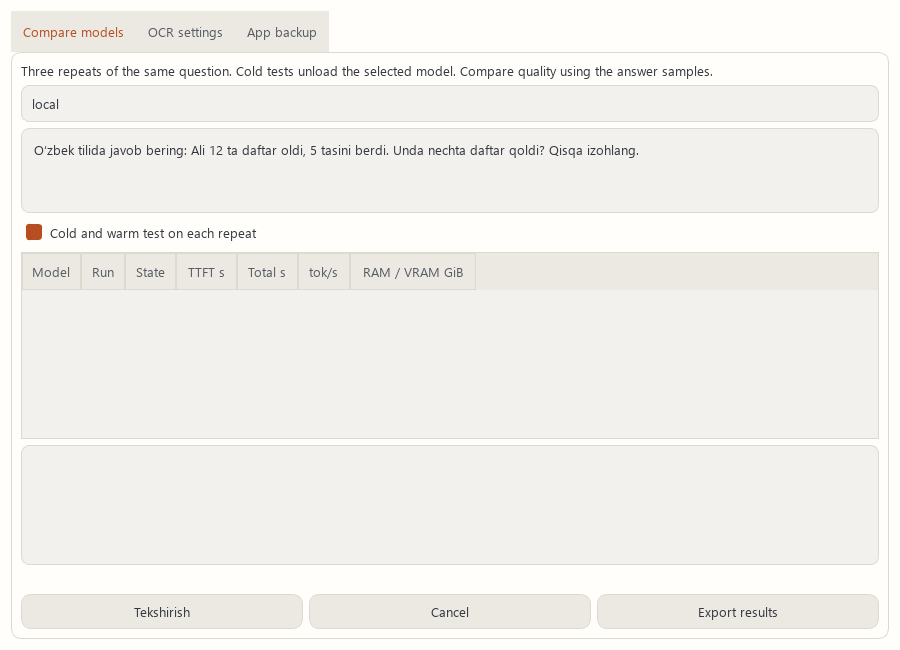 Compare models OCR settings App backup
Three repeats of the same question. Cold tests unload the selected model. Compare quality using the answer samples.
local
O‘zbek tilida javob bering: Ali 12 ta daftar oldi, 5 tasini berdi. Unda nechta daftar qoldi? Qisqa izohlang.
Cold and warm test on each repeat
Model Run State TTFT s Total s tok/s RAM / VRAM GiB
Tekshirish Cancel Export results